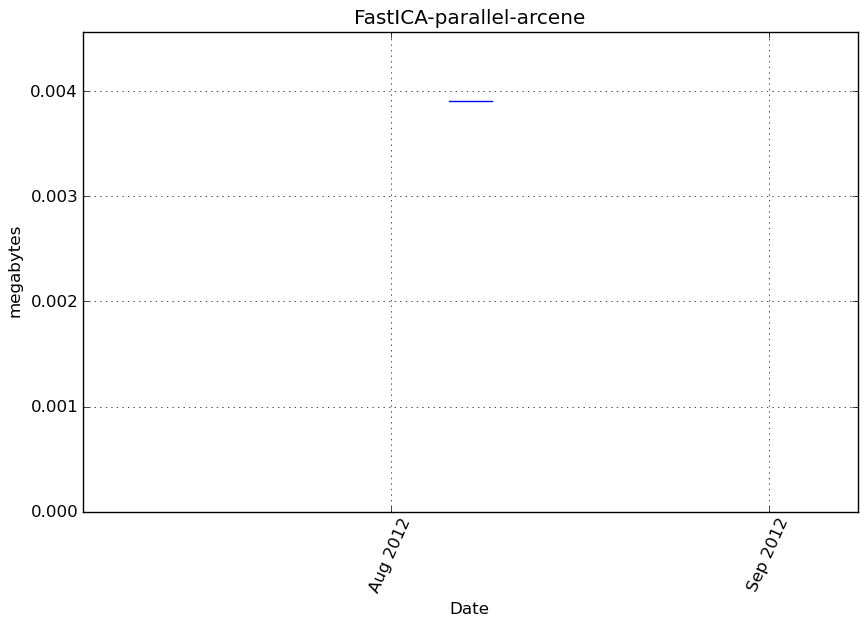 FastICA-parallel-arcene
0.004
0.003
0.002
0.001
0.000
megabytes
Aug 2012
Sep 2012
Date